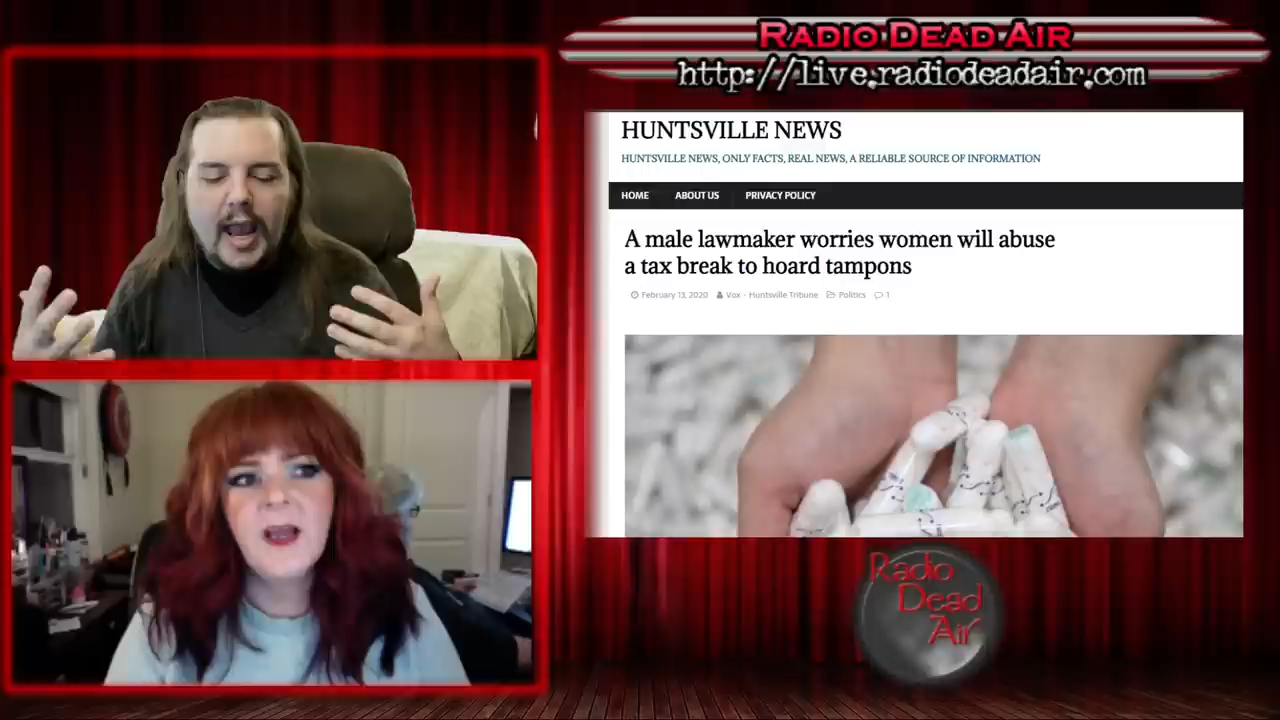 RADIO DEAD AIR
http://live.radiodeadair.com
HUNTSVILLE NEWS
HUNTSVILLE NEWS, ONLY FACTS, REAL NEWS, A RELIABLE SOURCE OF INFORMATION
HOME ABOUT US PRIVACY POLICY
A male lawmaker worries women will abuse
a tax break to hoard tampons
February 13, 2020 Vox - Huntsville Tribune Politics 1
Radio
Dead
Air